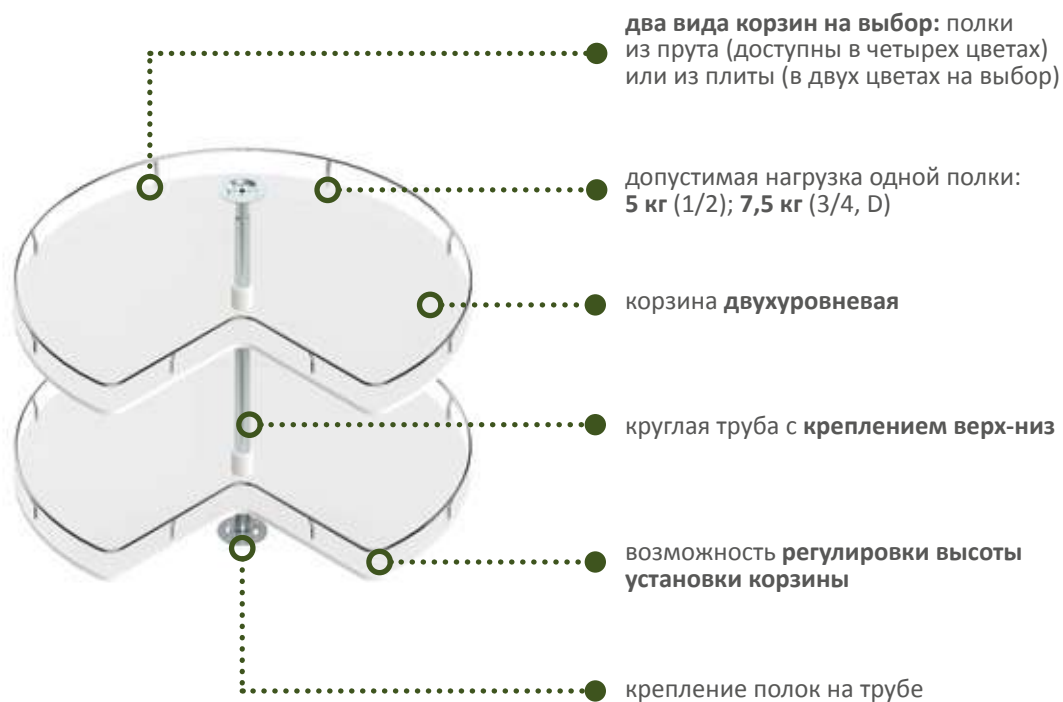 два вида корзин на выбор: полки
из прута (доступны в четырех цветах)
или из плиты (в двух цветах на выбор)
допустимая нагрузка одной полки:
5 кг (1/2); 7,5 кг (3/4, D)
корзина двухуровневая
круглая труба с креплением верх-низ
возможность регулировки высоты
установки корзины
крепление полок на трубе